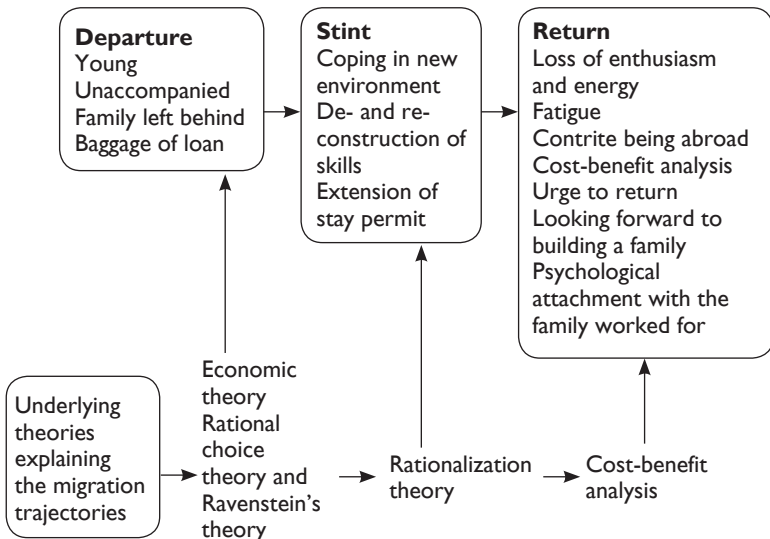 Departure
Young
Unaccompanied
Family left behind
Baggage of loan
Stint
Coping in new
environment
De- and re-
construction of
skills
Extension of
stay permit
Return
Loss of enthusiasm
and energy
Fatigue
Contrite being abroad
Cost-benefit analysis
Urge to return
Looking forward to
building a family
Psychological
attachment with the
family worked for
Underlying
theories
explaining
the migration
trajectories
Economic
theory
Rational
choice
theory and
Ravenstein's
theory
Rationalization
theory
Cost-benefit
analysis